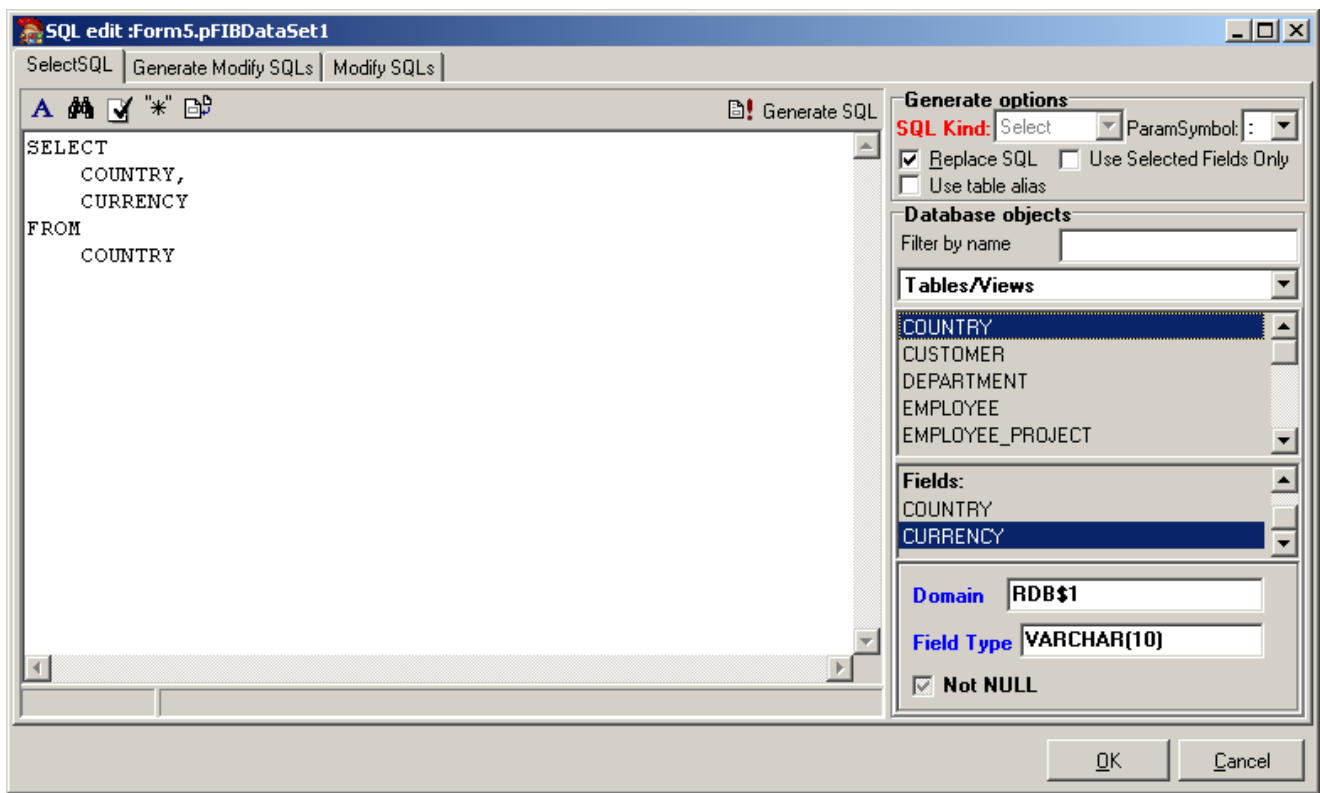 SQL edit :Form5.pFIBDataSet1
SelectSQL Generate Modify SQLs Modify SQLs
A "*" Generate SQL
SELECT
COUNTRY,
CURRENCY
FROM
COUNTRY
Generate options
SQL Kind: Select ParamSymbol: :
Replace SQL Use Selected Fields Only
Use table alias
Database objects
Filter by name
Tables/Views
COUNTRY
CUSTOMER
DEPARTMENT
EMPLOYEE
EMPLOYEE_PROJECT
Fields:
COUNTRY
CURRENCY
Domain RDB$1
Field Type VARCHAR(10)
Not NULL
OK Cancel